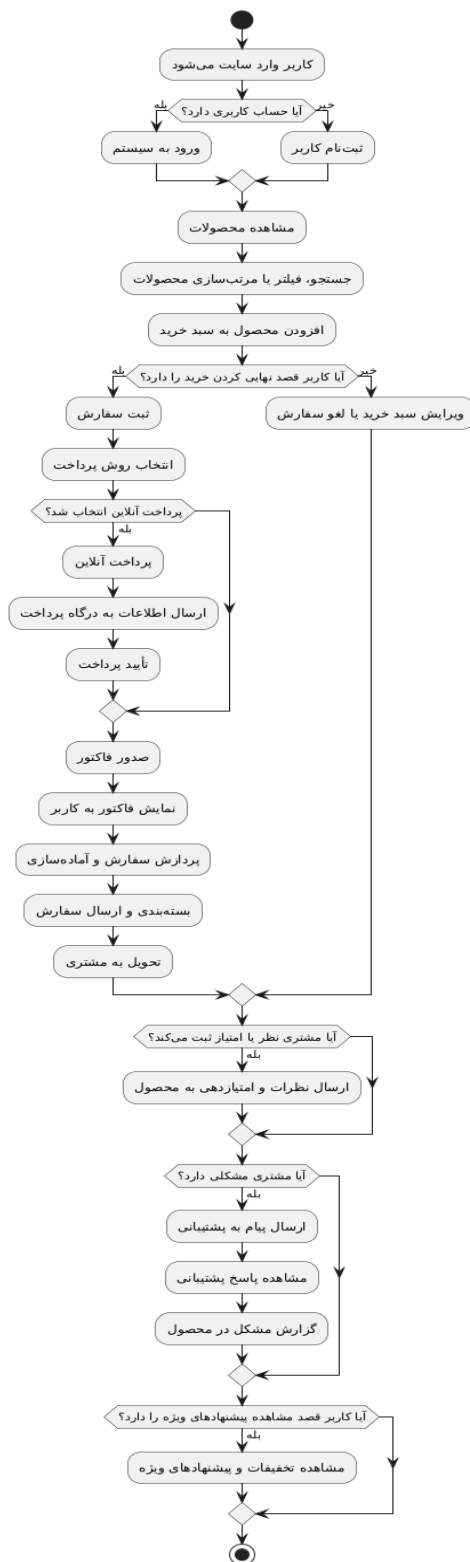 کاربر وارد سایت می‌شود
آیا حساب کاربری دارد؟
بله
خیر
ورود به سیستم
ثبت‌نام کاربر
مشاهده محصولات
جستجو، فیلتر یا مرتب‌سازی محصولات
افزودن محصول به سبد خرید
آیا کاربر قصد نهایی کردن خرید را دارد؟
بله
خیر
ثبت سفارش
ویرایش سبد خرید یا لغو سفارش
انتخاب روش پرداخت
پرداخت آنلاین انتخاب شد؟
بله
پرداخت آنلاین
ارسال اطلاعات به درگاه پرداخت
تأیید پرداخت
صدور فاکتور
نمایش فاکتور به کاربر
پردازش سفارش و آماده‌سازی
بسته‌بندی و ارسال سفارش
تحویل به مشتری
آیا مشتری نظر یا امتیاز ثبت می‌کند؟
بله
ارسال نظرات و امتیازدهی به محصول
آیا مشتری مشکلی دارد؟
بله
ارسال پیام به پشتیبانی
مشاهده پاسخ پشتیبانی
گزارش مشکل در محصول
آیا کاربر قصد مشاهده پیشنهادهای ویژه را دارد؟
بله
مشاهده تخفیفات و پیشنهادهای ویژه